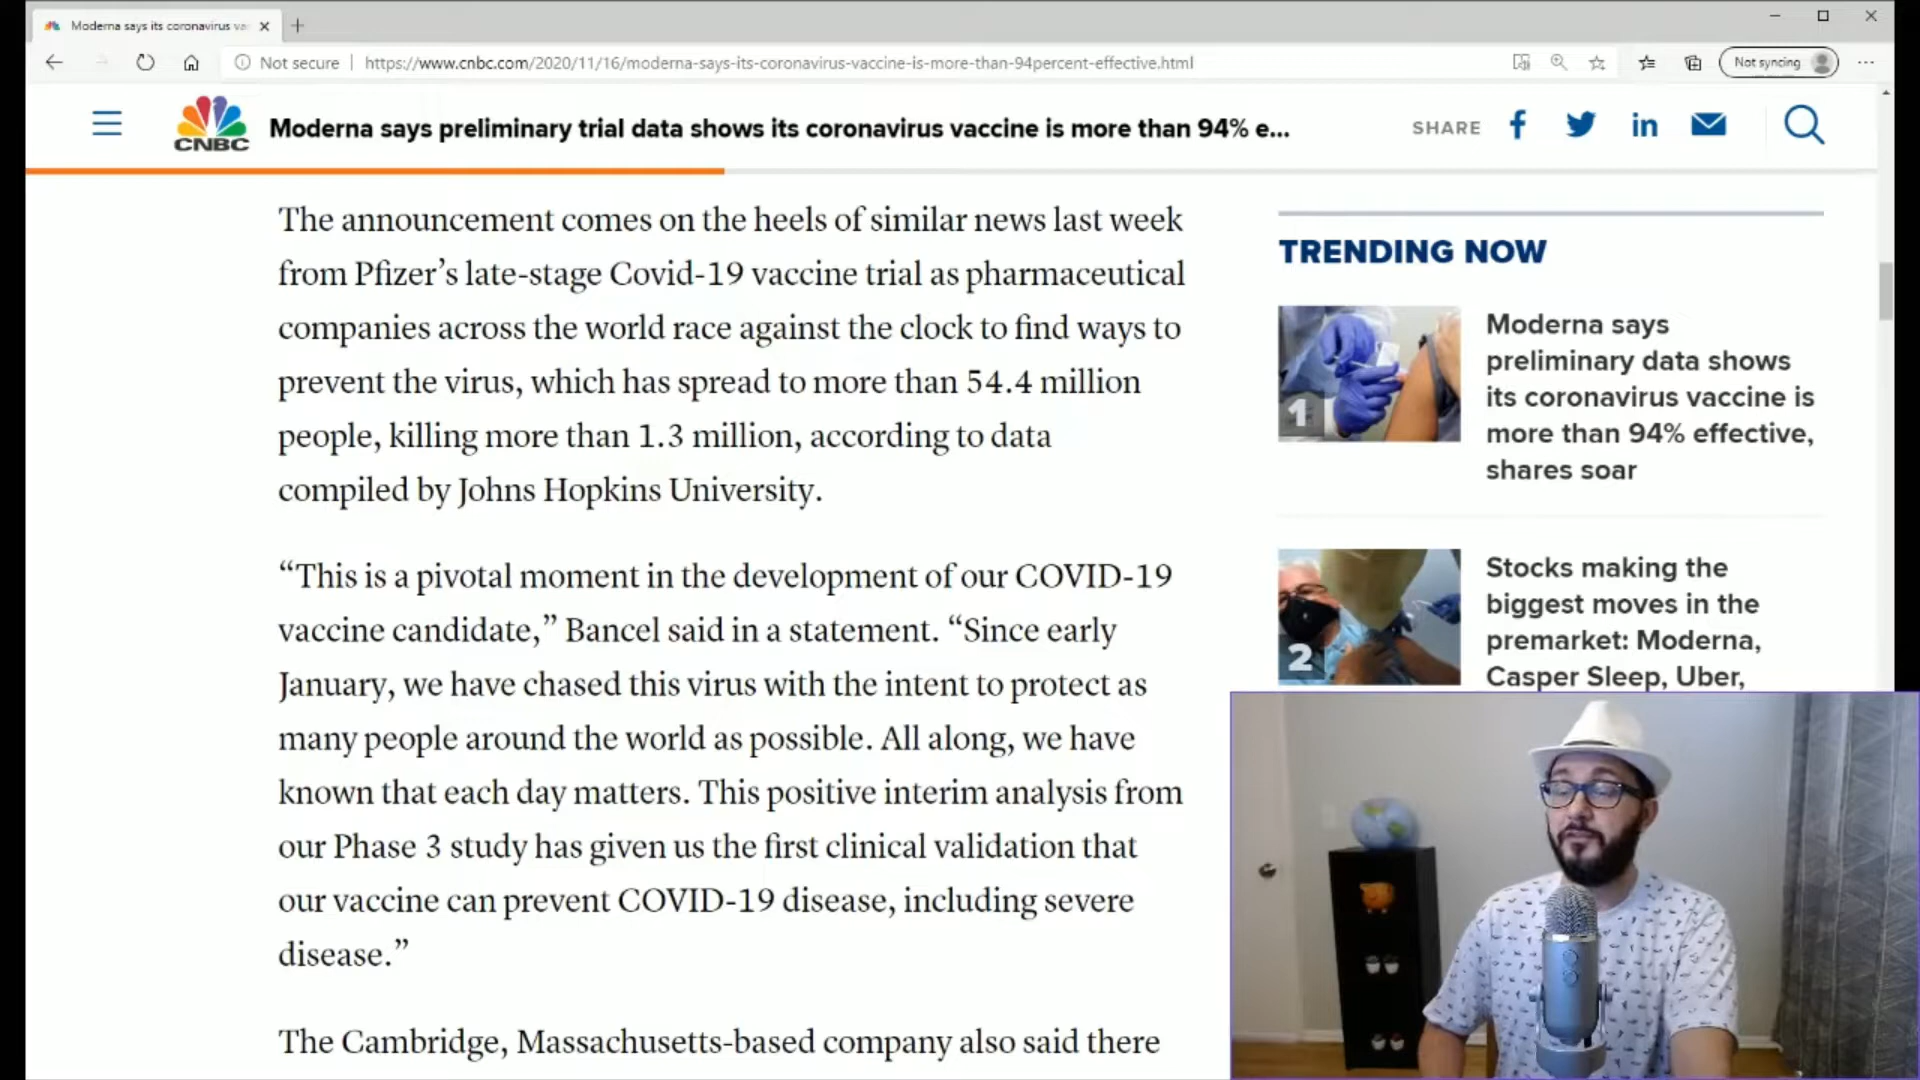 Moderna says its coronavirus va
Not secure
https://www.cnbc.com/2020/11/16/moderna-says-its-coronavirus-vaccine-is-more-than-94percent-effective.html
Not syncing
CNBC
Moderna says preliminary trial data shows its coronavirus vaccine is more than 94% e...
SHARE
The announcement comes on the heels of similar news last week
from Pfizer’s late-stage Covid-19 vaccine trial as pharmaceutical
companies across the world race against the clock to find ways to
prevent the virus, which has spread to more than 54.4 million
people, killing more than 1.3 million, according to data
compiled by Johns Hopkins University.
“This is a pivotal moment in the development of our COVID-19
vaccine candidate,” Bancel said in a statement. “Since early
January, we have chased this virus with the intent to protect as
many people around the world as possible. All along, we have
known that each day matters. This positive interim analysis from
our Phase 3 study has given us the first clinical validation that
our vaccine can prevent COVID-19 disease, including severe
disease.”
The Cambridge, Massachusetts-based company also said there
TRENDING NOW
1
Moderna says
preliminary data shows
its coronavirus vaccine is
more than 94% effective,
shares soar
2
Stocks making the
biggest moves in the
premarket: Moderna,
Casper Sleep, Uber,